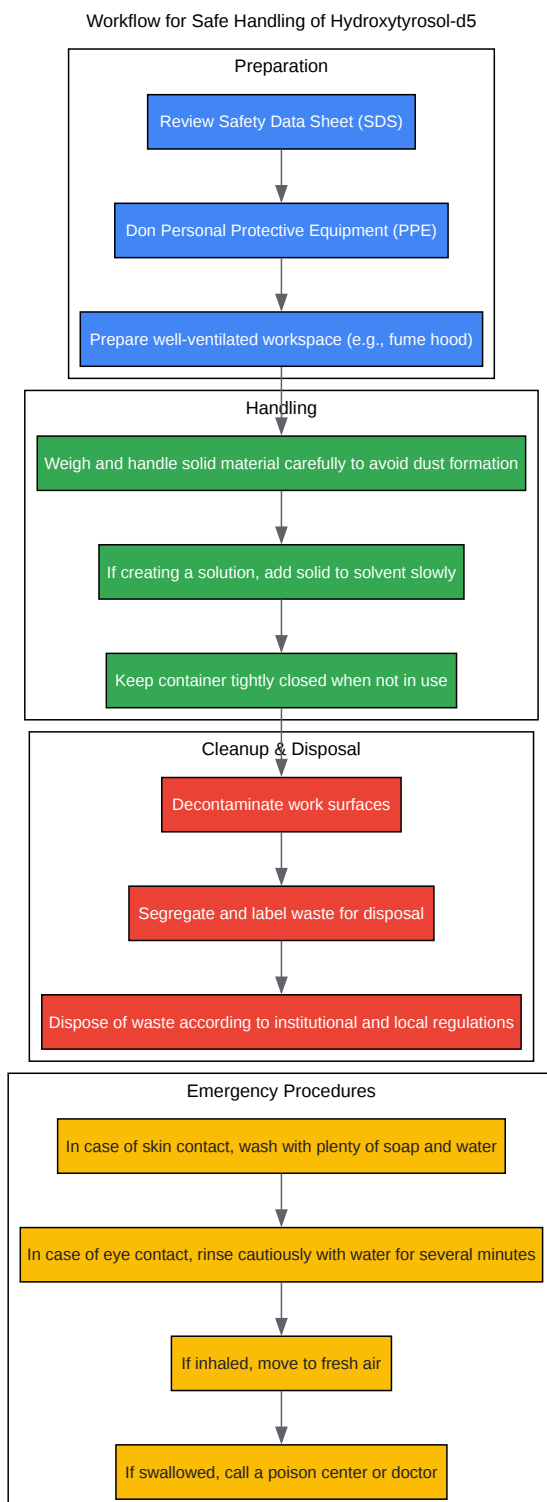 Workflow for Safe Handling of Hydroxytyrosol-d5
Preparation
Review Safety Data Sheet (SDS)
Don Personal Protective Equipment (PPE)
Prepare well-ventilated workspace (e.g., fume hood)
Handling
Weigh and handle solid material carefully to avoid dust formation
If creating a solution, add solid to solvent slowly
Keep container tightly closed when not in use
Cleanup & Disposal
Decontaminate work surfaces
Segregate and label waste for disposal
Dispose of waste according to institutional and local regulations
Emergency Procedures
In case of skin contact, wash with plenty of soap and water
In case of eye contact, rinse cautiously with water for several minutes
If inhaled, move to fresh air
If swallowed, call a poison center or doctor